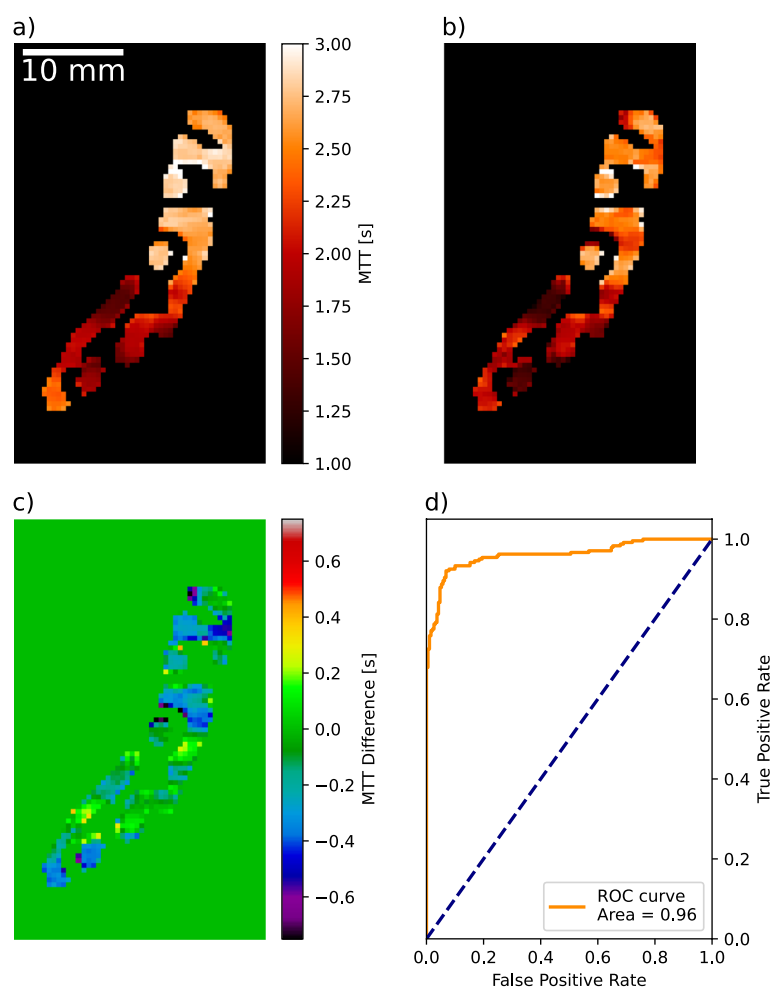 a)
b)
10 mm
3.00
2.75
2.50
2.25
2.00
1.75
1.50
1.25
1.00
MTT [s]
c)
d)
0.6
0.4
0.2
0.0
−0.2
−0.4
−0.6
MTT Difference [s]
1.0
0.8
0.6
0.4
0.2
0.0
True Positive Rate
ROC curve
Area = 0.96
0.0
0.2
0.4
0.6
0.8
1.0
False Positive Rate